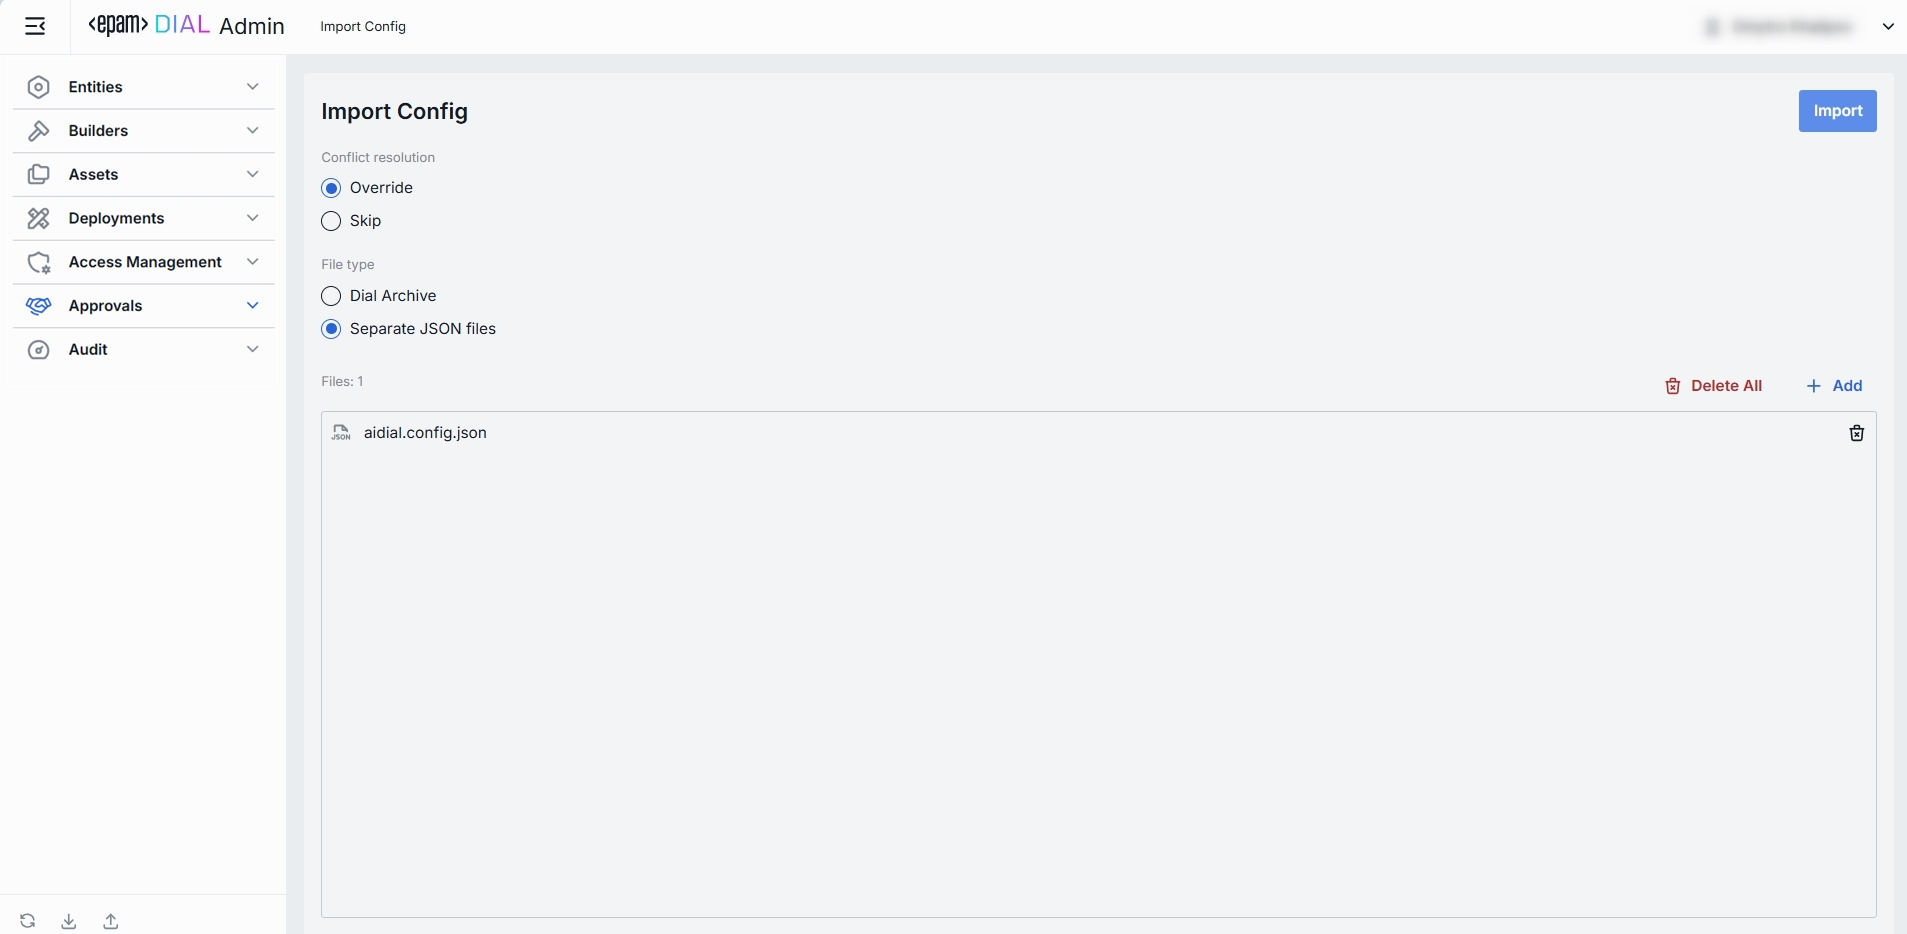 <epam> DIAL Admin
Import Config
Entities
Builders
Assets
Deployments
Access Management
Approvals
Audit
Import Config
Import
Conflict resolution
Override
Skip
File type
Dial Archive
Separate JSON files
Files: 1
Delete All
Add
JSON
aidial.config.json